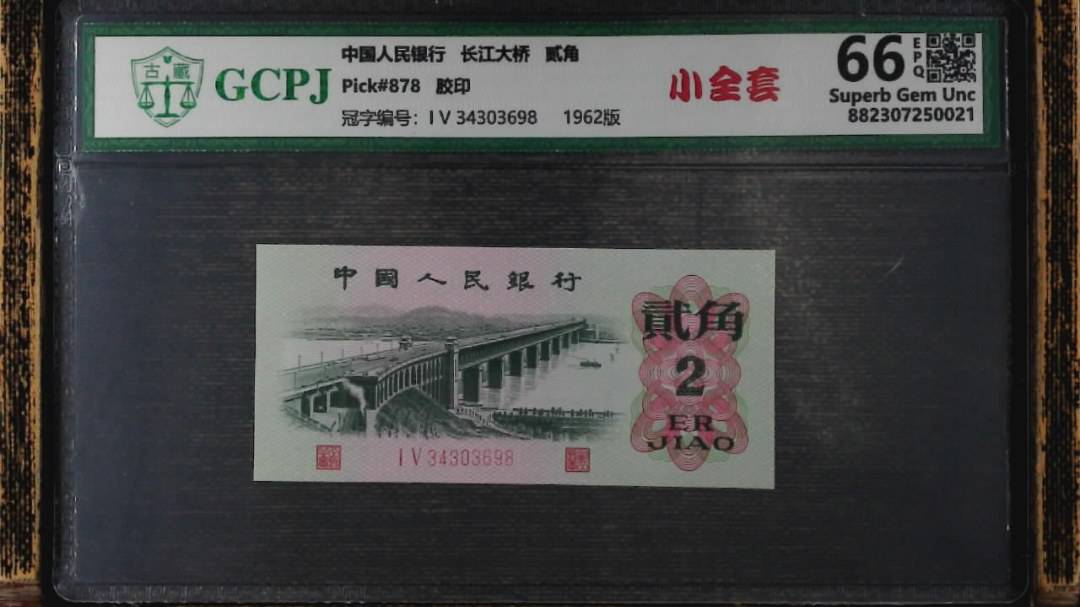 古藏
GCPJ
中国人民银行 长江大桥 贰角
Pick#878 胶印
冠字编号: I V 34303698 1962版
小全套
66 EPQ
Superb Gem Unc
882307250021
中國人民銀行
貳角
2
ER
JIAO
I V 34303698